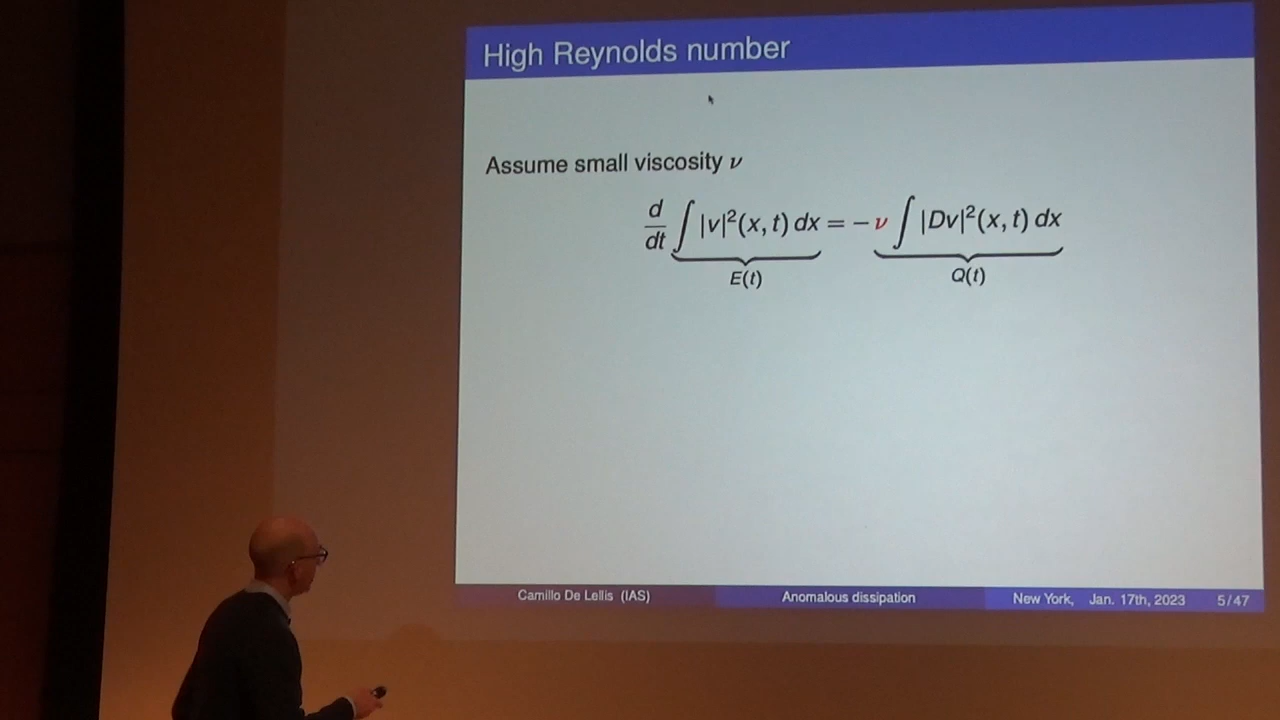 High Reynolds number
Assume small viscosity ν
d/dt ∫ |v|²(x, t) dx = − ν ∫ |Dv|²(x, t) dx
E(t) Q(t)
Camillo De Lellis (IAS) Anomalous dissipation New York, Jan. 17th, 2023 5/47